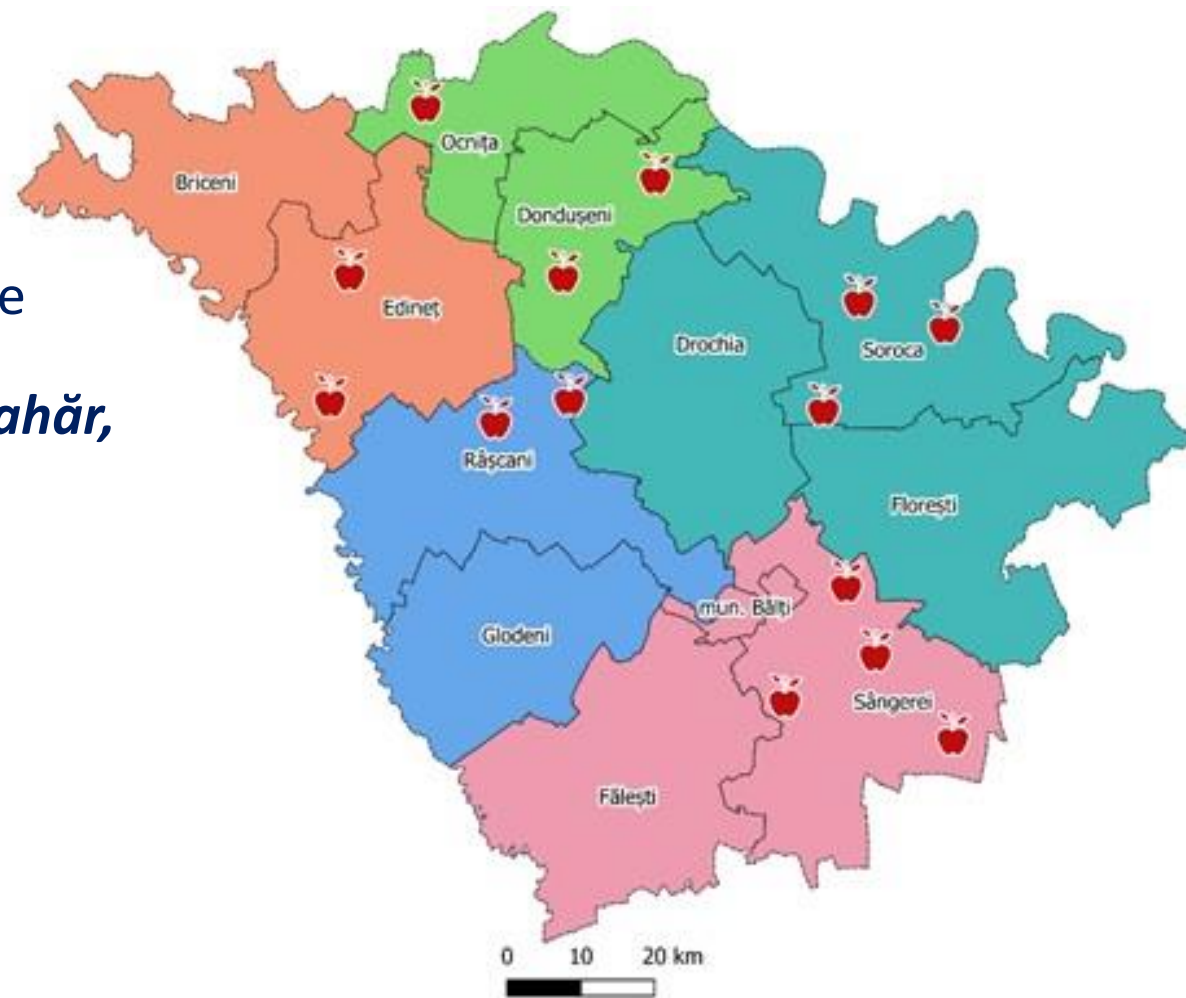 Ocnița
Briceni
Dondușeni
e
Edineț
Drochia
Soroca
ahăr,
Râșcani
Florești
mun. Bălți
Glodeni
Sângerei
Fălești
0 10 20 km